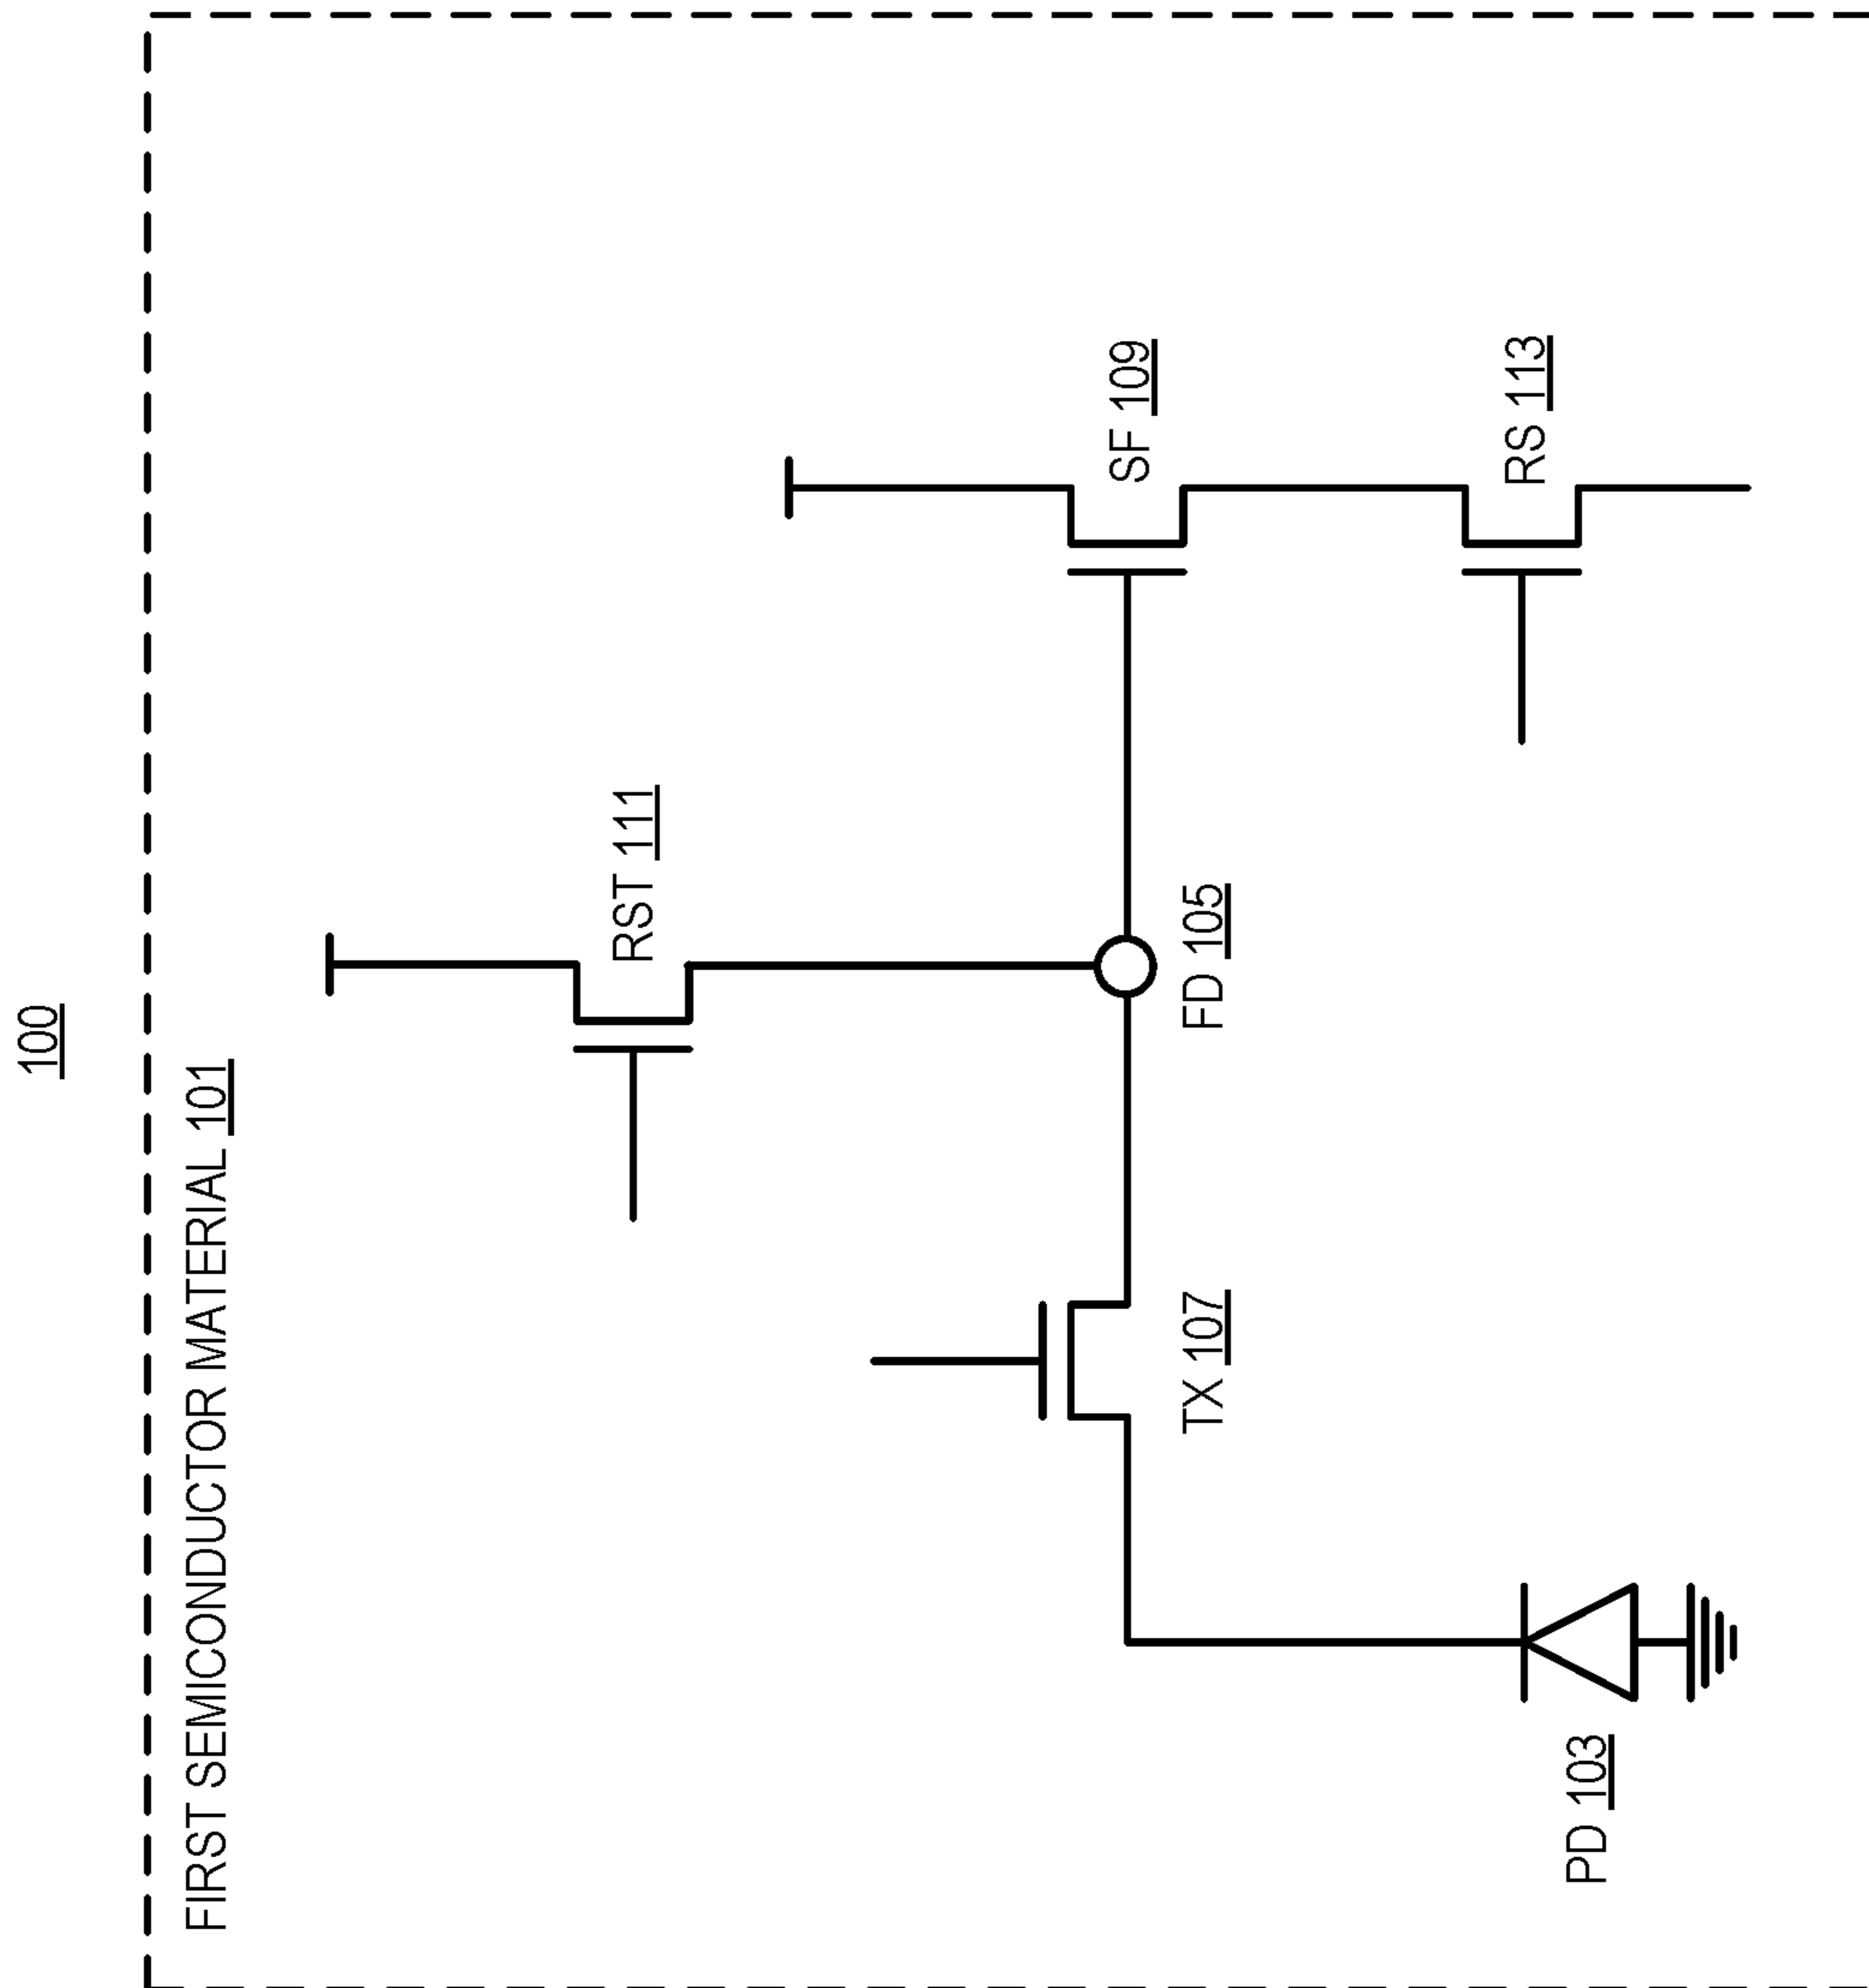 100
FIRST SEMICONDUCTOR MATERIAL 101
RST 111
SF 109
FD 105
TX 107
RS 113
PD 103